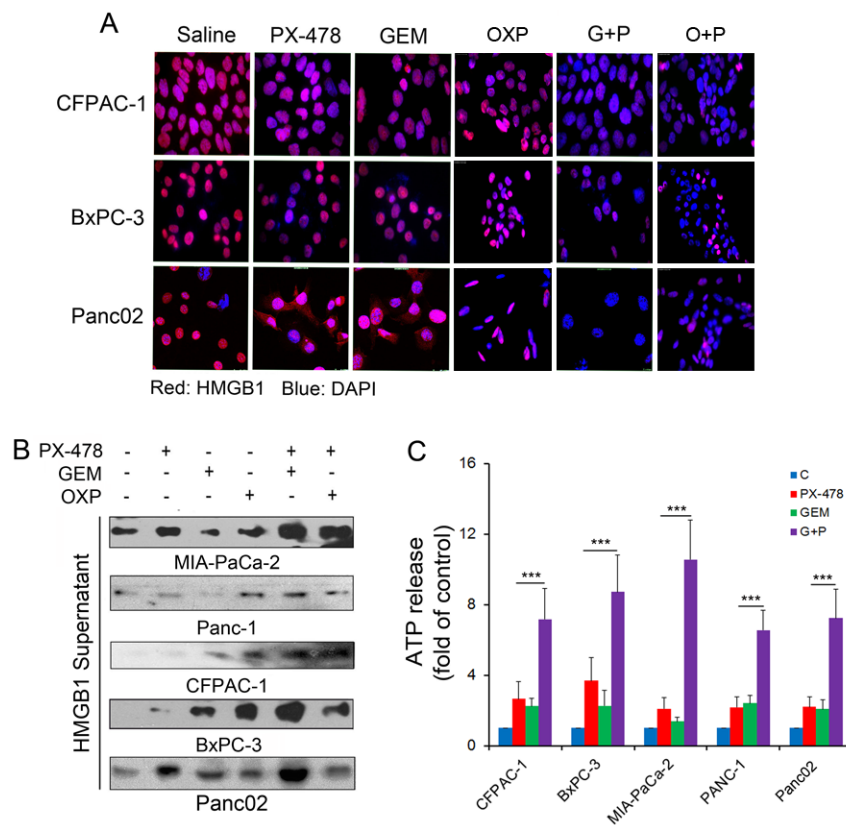 A
Saline PX-478 GEM OXP G+P O+P
CFPAC-1
BxPC-3
Panc02
Red: HMGB1 Blue: DAPI
B
PX-478 - + - - + +
GEM - - + - + -
OXP - - - + - +
HMGB1 Supernatant
MIA-PaCa-2
Panc-1
CFPAC-1
BxPC-3
Panc02
C
ATP release
(fold of control)
16
12
8
4
0
C
PX-478
GEM
G+P
***
***
***
***
***
CFPAC-1
BxPC-3
MIA-PaCa-2
PANC-1
Panc02